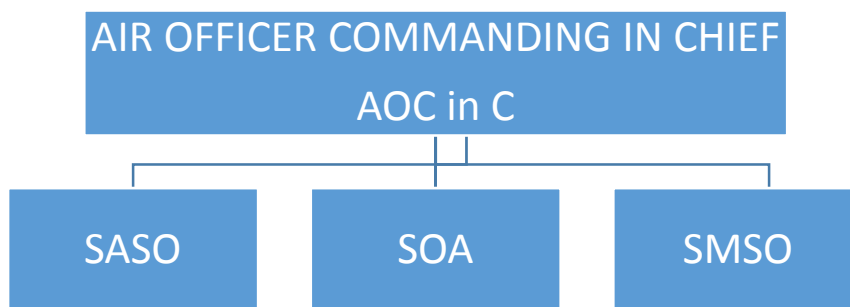 AIR OFFICER COMMANDING IN CHIEF
AOC in C
SASO
SOA
SMSO